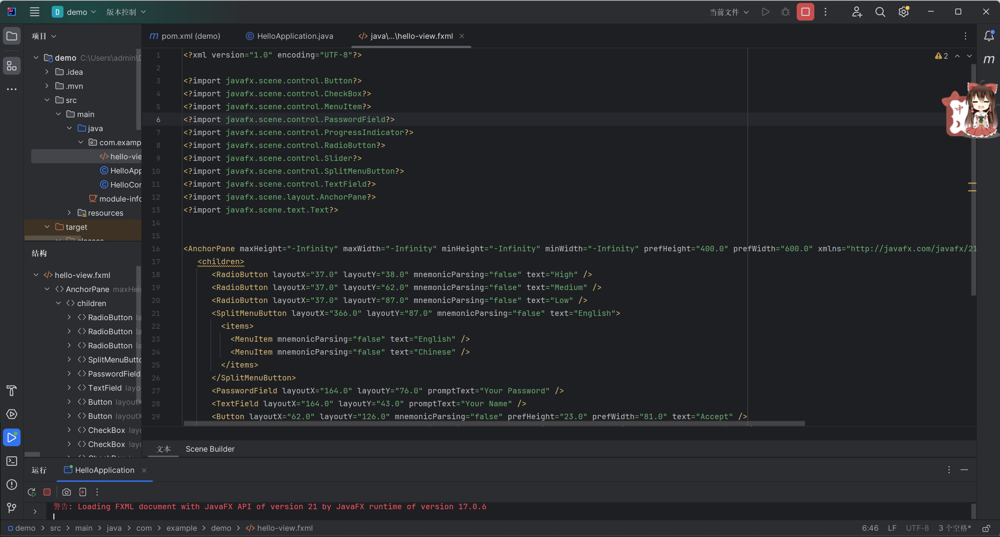 D demo 版本控制 当前文件
项目
demo C:\Users\admin\D
.idea
.mvn
src
main
java
com.examp
hello-vie
HelloApp
HelloCon
module-info
resources
target
classes
结构
hello-view.fxml
AnchorPane maxHeig
children
RadioButton la
RadioButton la
RadioButton la
SplitMenuButto
PasswordField
TextField layo
Button layoutX
Button layoutX
CheckBox layo
CheckBox layo
CheckBox layo
m pom.xml (demo) HelloApplication.java java\...\hello-view.fxml
2
m
中
1 <?xml version="1.0" encoding="UTF-8"?>
2
3 <?import javafx.scene.control.Button?>
4 <?import javafx.scene.control.CheckBox?>
5 <?import javafx.scene.control.MenuItem?>
6 <?import javafx.scene.control.PasswordField?>
7 <?import javafx.scene.control.ProgressIndicator?>
8 <?import javafx.scene.control.RadioButton?>
9 <?import javafx.scene.control.Slider?>
10 <?import javafx.scene.control.SplitMenuButton?>
11 <?import javafx.scene.control.TextField?>
12 <?import javafx.scene.layout.AnchorPane?>
13 <?import javafx.scene.text.Text?>
14
15
16 <AnchorPane maxHeight="-Infinity" maxWidth="-Infinity" minHeight="-Infinity" minWidth="-Infinity" prefHeight="400.0" prefWidth="600.0" xmlns="http://javafx.com/javafx/21
17 <children>
18 <RadioButton layoutX="37.0" layoutY="38.0" mnemonicParsing="false" text="High" />
19 <RadioButton layoutX="37.0" layoutY="62.0" mnemonicParsing="false" text="Medium" />
20 <RadioButton layoutX="37.0" layoutY="87.0" mnemonicParsing="false" text="Low" />
21 <SplitMenuButton layoutX="366.0" layoutY="87.0" mnemonicParsing="false" text="English">
22 <items>
23 <MenuItem mnemonicParsing="false" text="English" />
24 <MenuItem mnemonicParsing="false" text="Chinese" />
25 </items>
26 </SplitMenuButton>
27 <PasswordField layoutX="164.0" layoutY="76.0" promptText="Your Password" />
28 <TextField layoutX="164.0" layoutY="43.0" promptText="Your Name" />
29 <Button layoutX="62.0" layoutY="126.0" mnemonicParsing="false" prefHeight="23.0" prefWidth="81.0" text="Accept" />
文本 Scene Builder
运行 HelloApplication
警告: Loading FXML document with JavaFX API of version 21 by JavaFX runtime of version 17.0.6
demo > src > main > java > com > example > demo > hello-view.fxml
6:46 LF UTF-8 3 个空格*